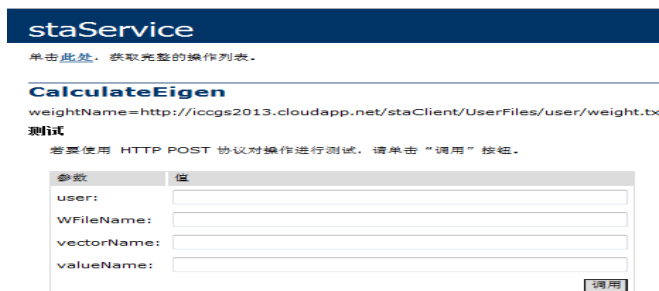 staService
单击此处，获取完整的操作列表。
CalculateEigen
weightName=http://iccgs2013.cloudapp.net/staClient/UserFiles/user/weight.tx
测试
若要使用 HTTP POST 协议对操作进行测试，请单击“调用”按钮。
参数 值
user:
WFileName:
vectorName:
valueName:
调用